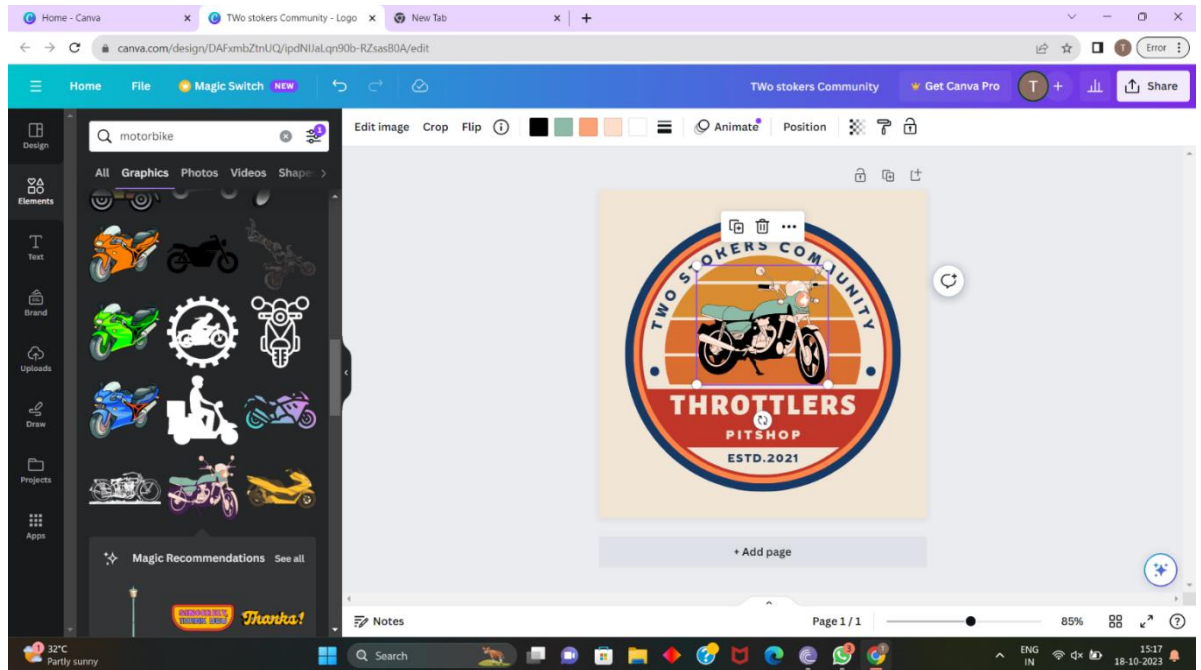 Home - Canva
TWo stokers Community - Logo
New Tab
canva.com/design/DAFxmbZtnUQ/ipdNIJaLqn90b-RZsas80A/edit
Error
Home File Magic Switch NEW
TWo stokers Community
Get Canva Pro
T
Share
Design
Elements
Text
Brand
Uploads
Draw
Projects
Apps
motorbike
1
All Graphics Photos Videos Shape
Magic Recommendations See all
Thanks!
Edit image Crop Flip
Animate
Position
TWO STOKERS COMMUNITY
THROTTLERS
PITSHOP
ESTD.2021
+ Add page
Notes
Page 1 / 1
85%
32°C
Partly sunny
Search
ENG
IN
15:17
18-10-2023